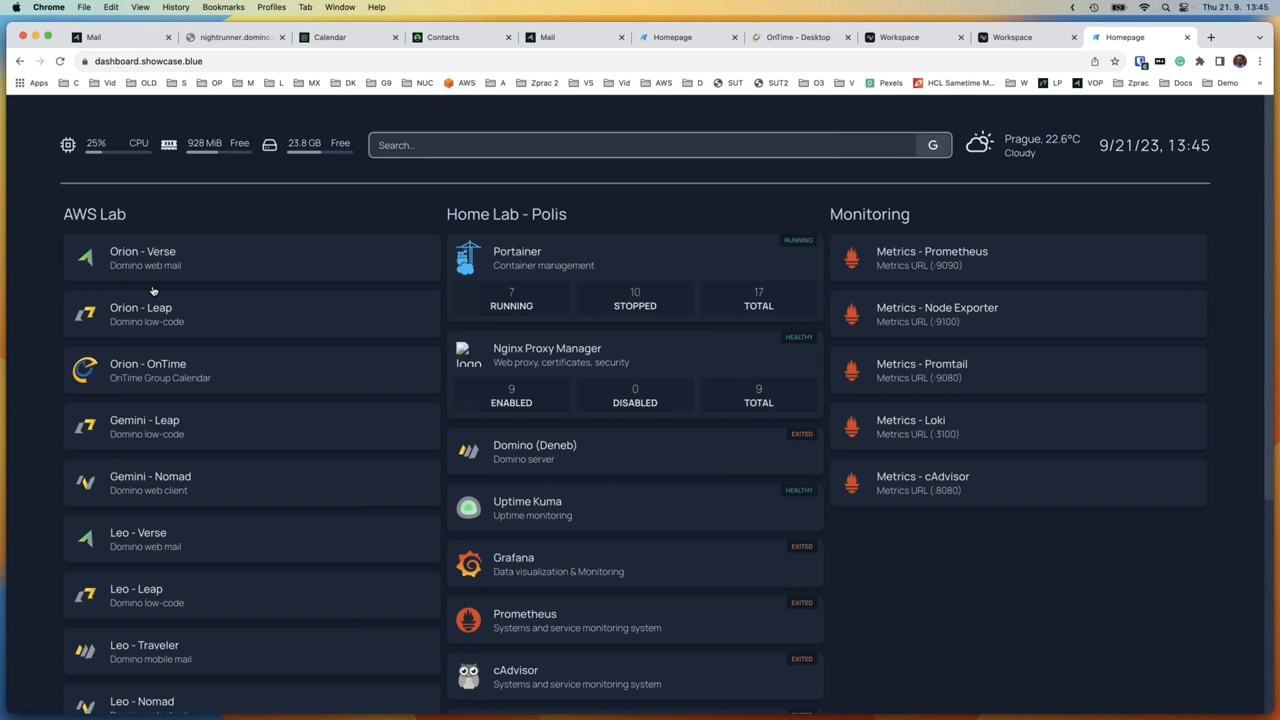 Chrome File Edit View History Bookmarks Profiles Tab Window Help Thu 21. 9. 13:45
Mail nightrunner.domino. Calendar Contacts Mail Homepage OnTime - Desktop Workspace Workspace Homepage
dashboard.showcase.blue
Apps C Vid OLD S OP M L MX DK G9 NUC AWS A Zprac 2 VS Vid AWS D SUT SUT2 O3 V Pexels HCL Sametime M... W LP VOP Zprac Docs Demo
25% CPU 928 MiB Free 23.8 GB Free Search... G Prague, 22.6°C 9/21/23, 13:45
Cloudy
AWS Lab
Orion - Verse
Domino web mail
Orion - Leap
Domino low-code
Orion - OnTime
OnTime Group Calendar
Gemini - Leap
Domino low-code
Gemini - Nomad
Domino web client
Leo - Verse
Domino web mail
Leo - Leap
Domino low-code
Leo - Traveler
Domino mobile mail
Leo - Nomad
Home Lab - Polis
RUNNING
Portainer
Container management
7 10 17
RUNNING STOPPED TOTAL
HEALTHY
logo
Nginx Proxy Manager
Web proxy, certificates, security
9 0 9
ENABLED DISABLED TOTAL
EXITED
Domino (Deneb)
Domino server
HEALTHY
Uptime Kuma
Uptime monitoring
EXITED
Grafana
Data visualization & Monitoring
EXITED
Prometheus
Systems and service monitoring system
EXITED
cAdvisor
Systems and service monitoring system
Monitoring
Metrics - Prometheus
Metrics URL (:9090)
Metrics - Node Exporter
Metrics URL (:9100)
Metrics - Promtail
Metrics URL (:9080)
Metrics - Loki
Metrics URL (:3100)
Metrics - cAdvisor
Metrics URL (:8080)